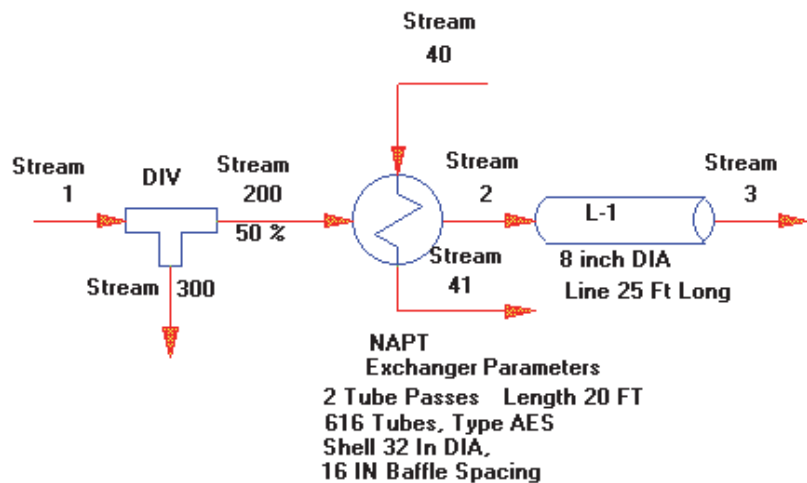 Stream
40
Stream
1
DIV
Stream
200
50 %
Stream
2
Stream
3
L-1
Stream
41
8 inch DIA
Line 25 Ft Long
Stream 300
NAPT
Exchanger Parameters
2 Tube Passes Length 20 FT
616 Tubes, Type AES
Shell 32 In DIA,
16 IN Baffle Spacing